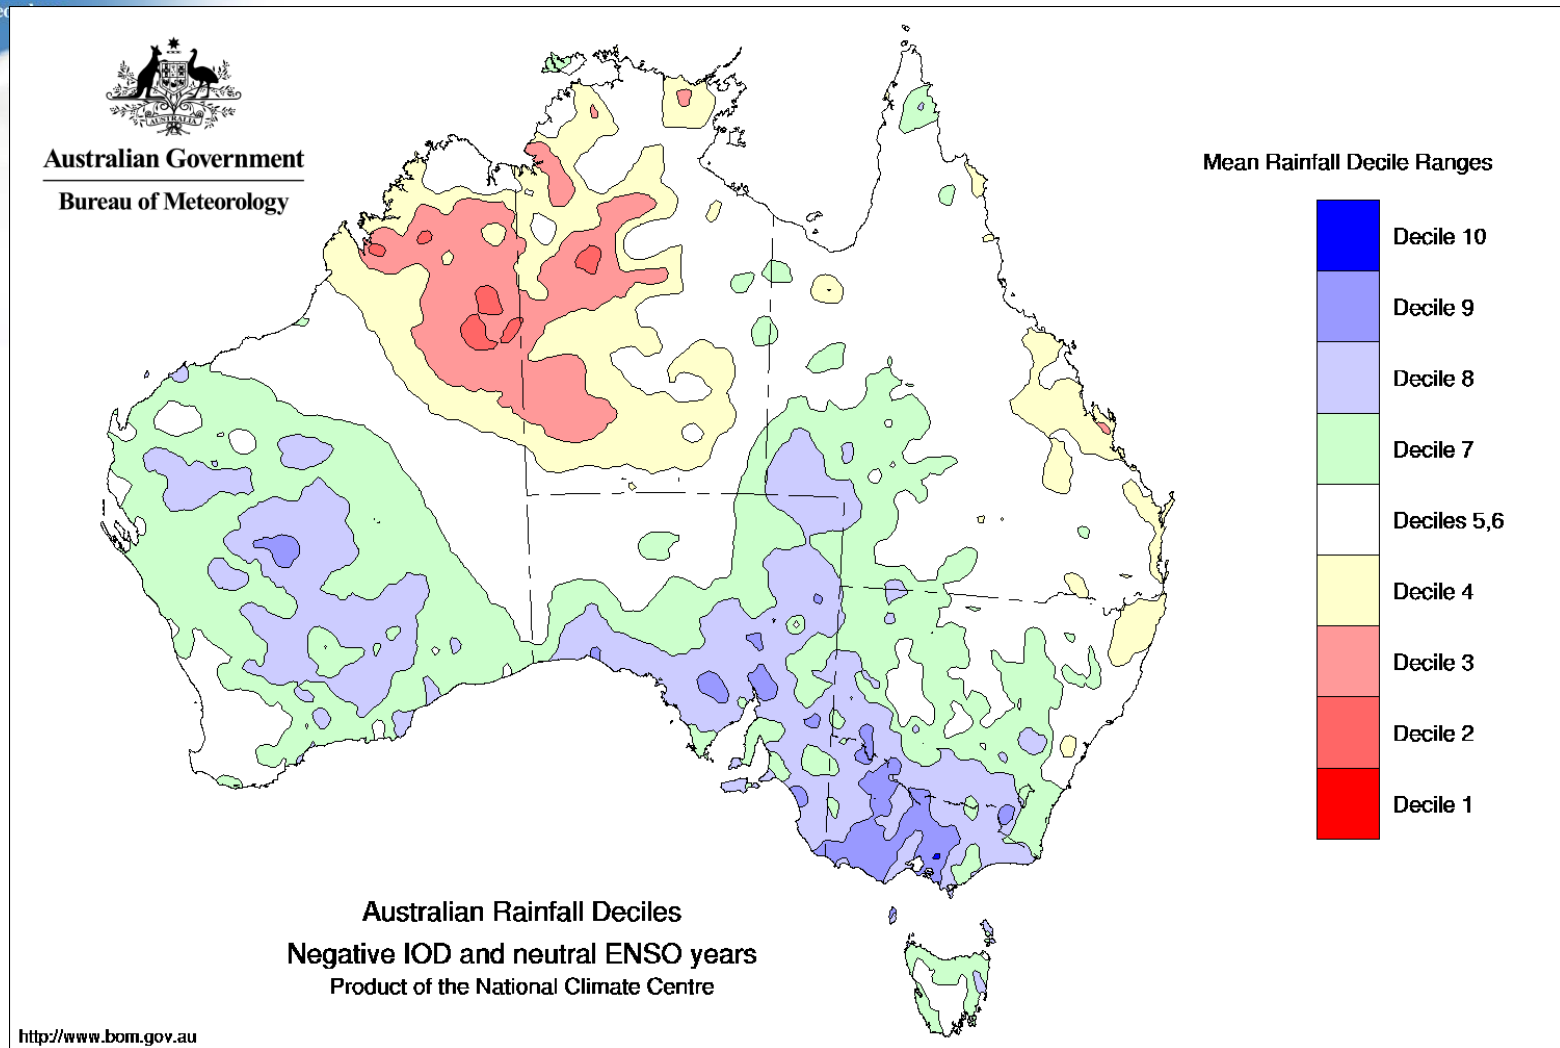 AUSTRALIA
Australian Government
Bureau of Meteorology
Mean Rainfall Decile Ranges
Decile 10
Decile 9
Decile 8
Decile 7
Deciles 5,6
Decile 4
Decile 3
Decile 2
Decile 1
Australian Rainfall Deciles
Negative IOD and neutral ENSO years
Product of the National Climate Centre
http://www.bom.gov.au